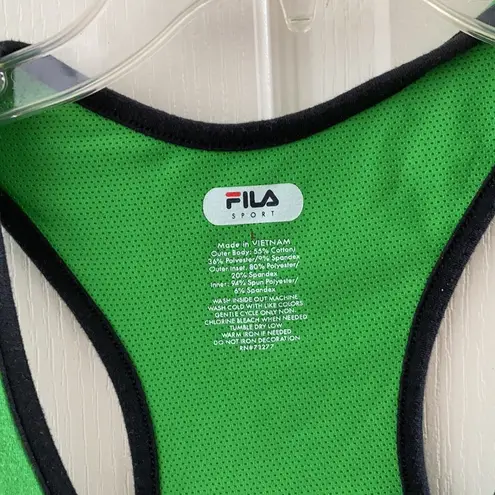 FILA
SPORT
L
Made in VIETNAM
Outer Body: 55% Cotton/
36% Polyester/9% Spandex
Outer Inset: 80% Polyester/
20% Spandex
Inner: 94% Spun Polyester/
6% Spandex
WASH INSIDE OUT MACHINE
WASH COLD WITH LIKE COLORS
GENTLE CYCLE ONLY NON
CHLORINE BLEACH WHEN NEEDED
TUMBLE DRY LOW
WARM IRON IF NEEDED
DO NOT IRON DECORATION
RN#73277